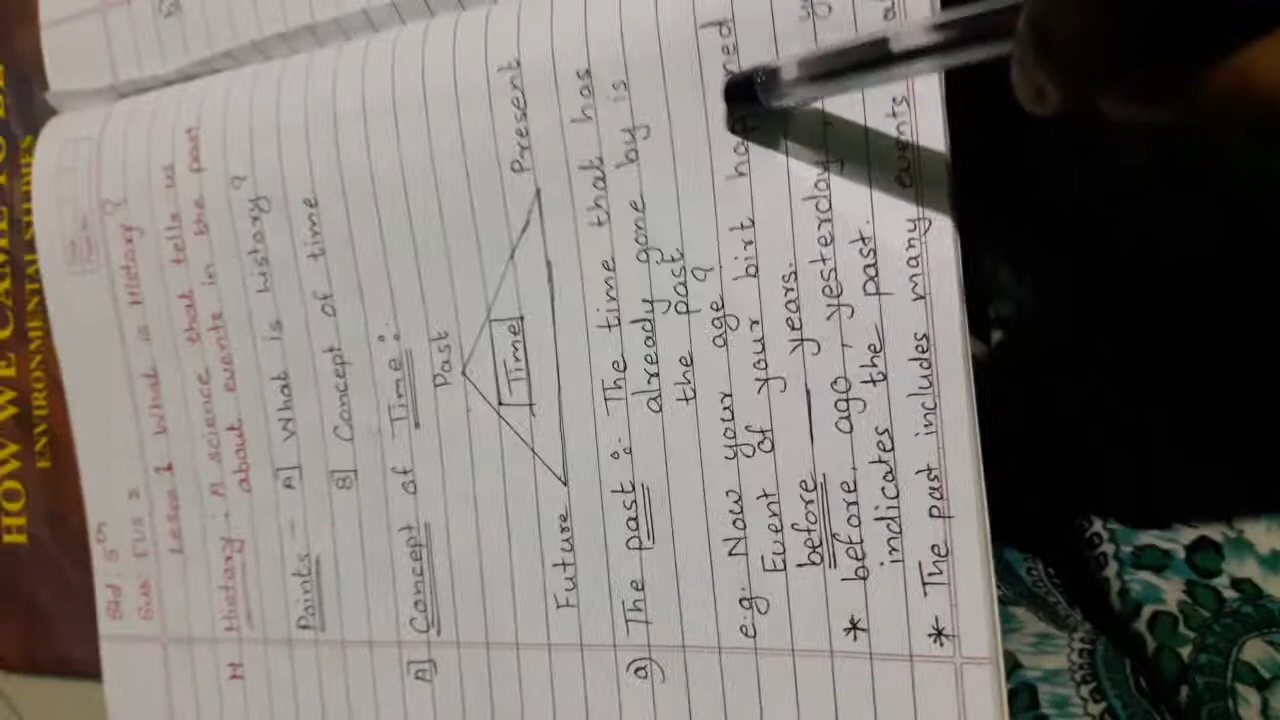 HOW WE CAME TO BE
ENVIRONMENTAL STUDIES
Std. 5th
Sub EVS 2
Lesson 1 What is History?
H History: A science that tells us
about events in the past
Points - A] What is history?
B] Concept of time
A] Concept of Time :
Past
Time
Future Present
a) The past : The time that has
already gone by is
the past
e.g. Now your age ?
Event of your birt
before ___ years.
* before, ago, yesterday,
indicates the past.
* The past includes many events